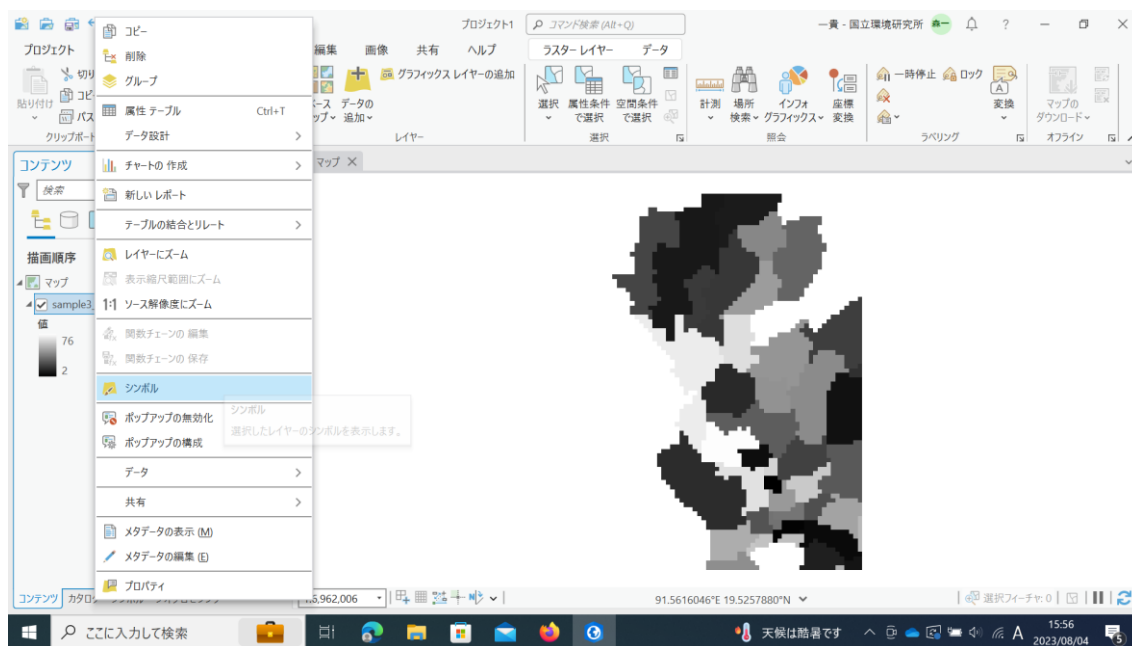 プロジェクト1
コマンド検索 (Alt+Q)
一貴 - 国立環境研究所
森一
?
プロジェクト
編集
画像
共有
ヘルプ
ラスター レイヤー
データ
切り
コピ
貼り付け
パス
クリップボート
データの
追加
グラフィックス レイヤーの追加
レイヤー
選択
属性条件
で選択
空間条件
で選択
選択
計測
場所
検索
インフォ
グラフィックス
座標
変換
照会
一時停止
ロック
変換
ラベリング
マップの
ダウンロード
オフライン
コンテンツ
検索
描画順序
マップ
sample3
値
76
2
コピー
削除
グループ
属性 テーブル Ctrl+T
データ設計
チャートの 作成
新しい レポート
テーブルの結合とリレート
レイヤーにズーム
表示縮尺範囲にズーム
1:1 ソース解像度にズーム
関数チェーンの 編集
関数チェーンの 保存
シンボル
ポップアップの無効化
ポップアップの構成
データ
共有
メタデータの表示 (M)
メタデータの編集 (E)
プロパティ
シンボル
選択したレイヤーのシンボルを表示します。
マップ
コンテンツ
カタロ
6,962,006
91.5616046°E 19.5257880°N
選択フィーチャ: 0
ここに入力して検索
天候は酷暑です
A
15:56
2023/08/04
5